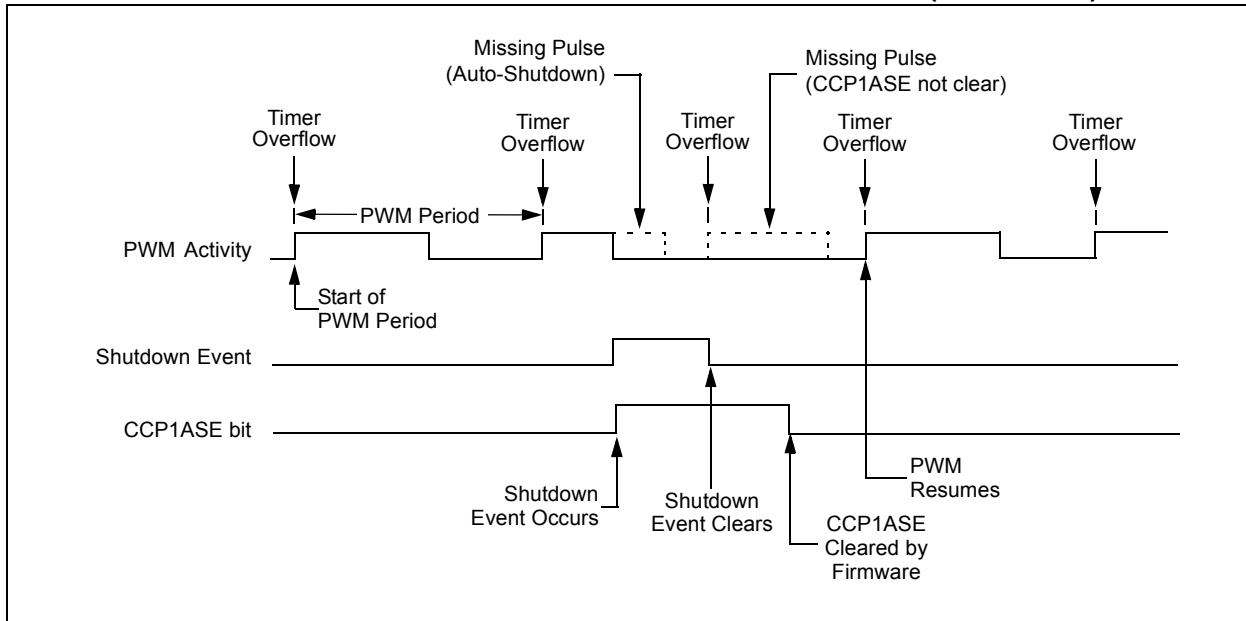 Missing Pulse
(Auto-Shutdown)
Missing Pulse
(CCP1ASE not clear)
Timer
Overflow
Timer
Overflow
Timer
Overflow
Timer
Overflow
Timer
Overflow
PWM Period
PWM Activity
Start of
PWM Period
Shutdown Event
CCP1ASE bit
Shutdown
Event Occurs
Shutdown
Event Clears
CCP1ASE
Cleared by
Firmware
PWM
Resumes